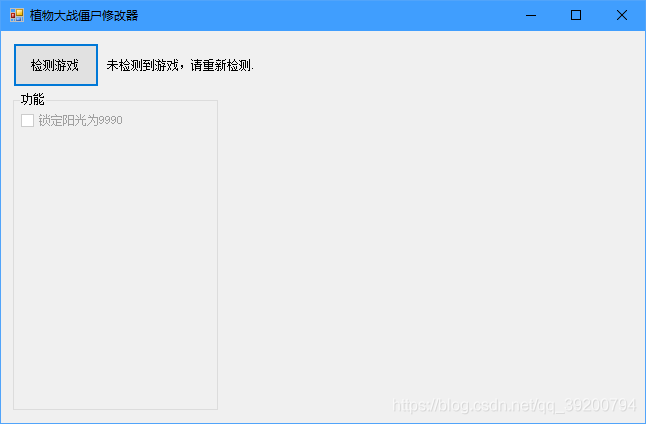 植物大战僵尸修改器
检测游戏
未检测到游戏，请重新检测.
功能
锁定阳光为9990
https://blog.csdn.net/qq_39200794